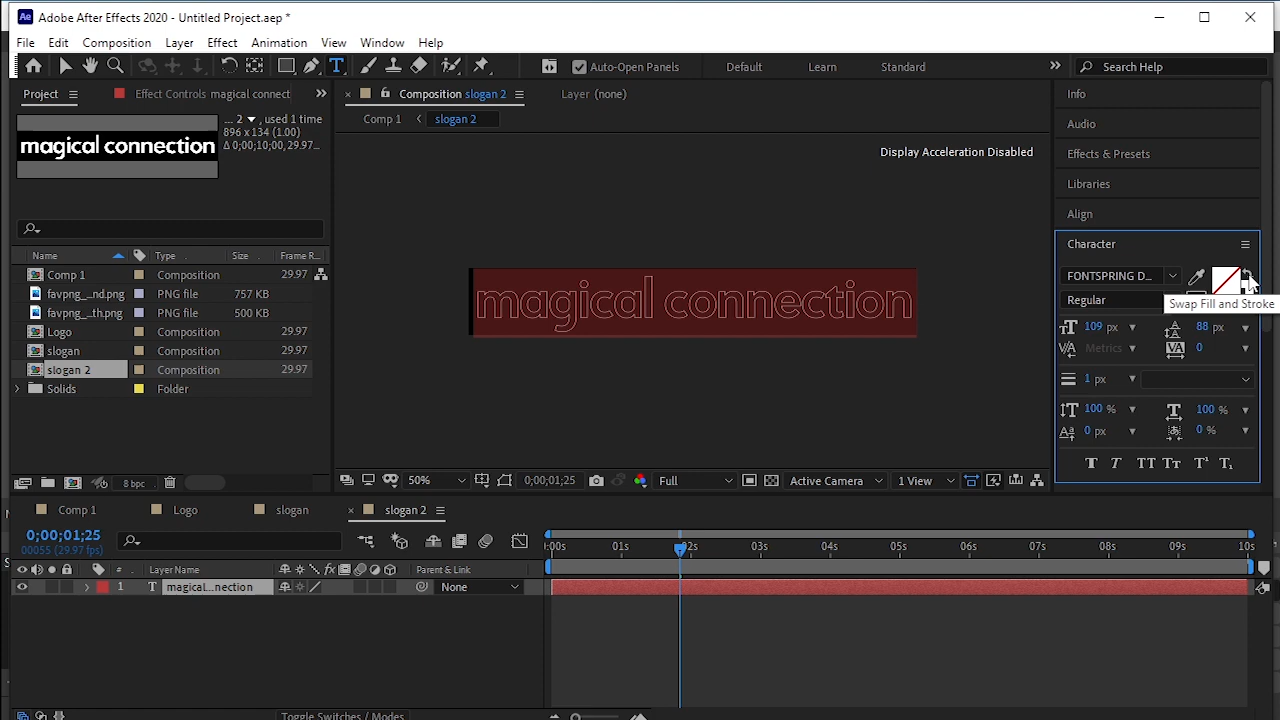 Ae Adobe After Effects 2020 - Untitled Project.aep *
File Edit Composition Layer Effect Animation View Window Help
T Auto-Open Panels Default Learn Standard Search Help
Project Effect Controls magical connect
Composition slogan 2 Layer (none)
Comp 1 slogan 2
... 2 , used 1 time
896 x 134 (1.00)
Δ 0;00;10;00, 29.97...
magical connection
Display Acceleration Disabled
Name Type Size Frame R...
Comp 1 Composition 29.97
favpng_...nd.png PNG file 757 KB
favpng_...th.png PNG file 500 KB
Logo Composition 29.97
slogan Composition 29.97
slogan 2 Composition 29.97
Solids Folder
8 bpc
magical connection
50% 0;00;01;25 Full Active Camera 1 View
Info
Audio
Effects & Presets
Libraries
Align
Character
FONTSPRING D...
Regular
Swap Fill and Stroke
109 px 88 px
Metrics 0
1 px
100 % 100 %
0 px 0 %
T T TT Tt T¹ T₁
Comp 1 Logo slogan slogan 2
0;00;01;25
00055 (29.97 fps)
# Layer Name fx Parent & Link
1 T magical...nection None
0:00s 01s 02s 03s 04s 05s 06s 07s 08s 09s 10s
Toggle Switches / Modes